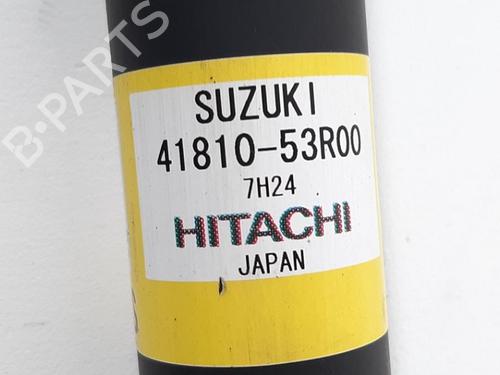 B-PARTS
SUZUKI
41810-53R00
7H24
HITACHI
JAPAN